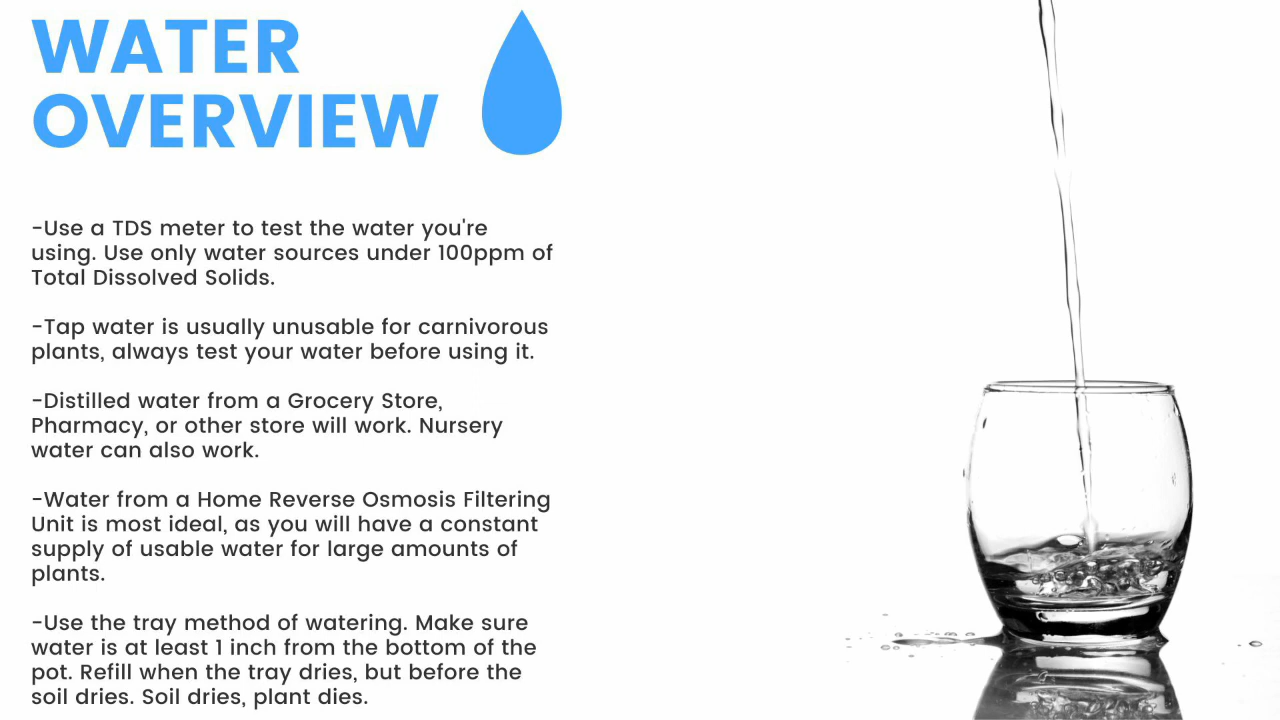 WATER
OVERVIEW
-Use a TDS meter to test the water you're
using. Use only water sources under 100ppm of
Total Dissolved Solids.
-Tap water is usually unusable for carnivorous
plants, always test your water before using it.
-Distilled water from a Grocery Store,
Pharmacy, or other store will work. Nursery
water can also work.
-Water from a Home Reverse Osmosis Filtering
Unit is most ideal, as you will have a constant
supply of usable water for large amounts of
plants.
-Use the tray method of watering. Make sure
water is at least 1 inch from the bottom of the
pot. Refill when the tray dries, but before the
soil dries. Soil dries, plant dies.